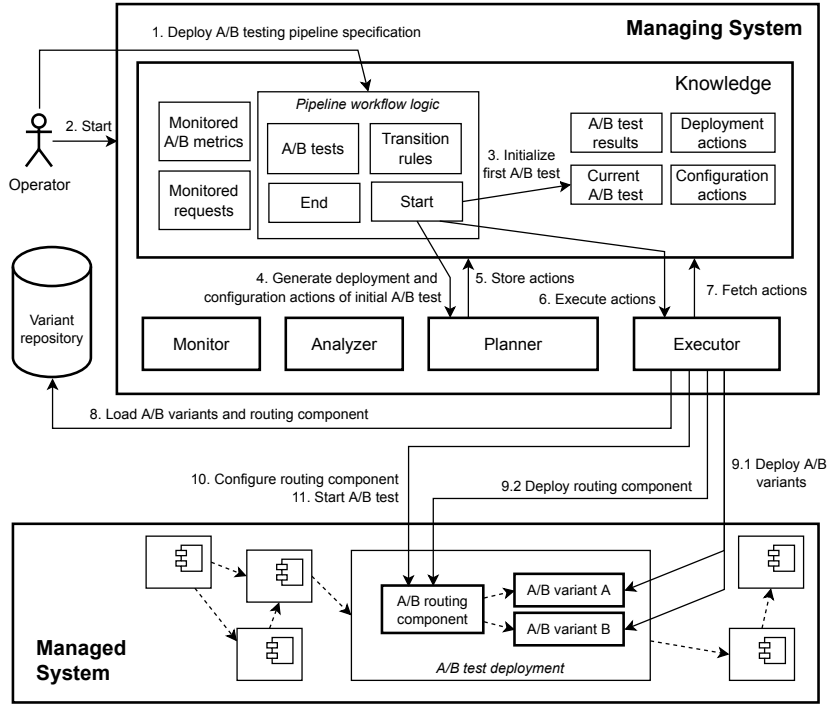 1. Deploy A/B testing pipeline specification
Managing System
Knowledge
Pipeline workflow logic
Monitored
A/B metrics
A/B tests
Transition
rules
A/B test
results
Deployment
actions
2. Start
3. Initialize
first A/B test
Operator
Monitored
requests
End
Start
Current
A/B test
Configuration
actions
4. Generate deployment and
configuration actions of initial A/B test
5. Store actions
6. Execute actions
7. Fetch actions
Variant
repository
Monitor
Analyzer
Planner
Executor
8. Load A/B variants and routing component
10. Configure routing component
11. Start A/B test
9.2 Deploy routing component
9.1 Deploy A/B
variants
A/B routing
component
A/B variant A
A/B variant B
A/B test deployment
Managed
System